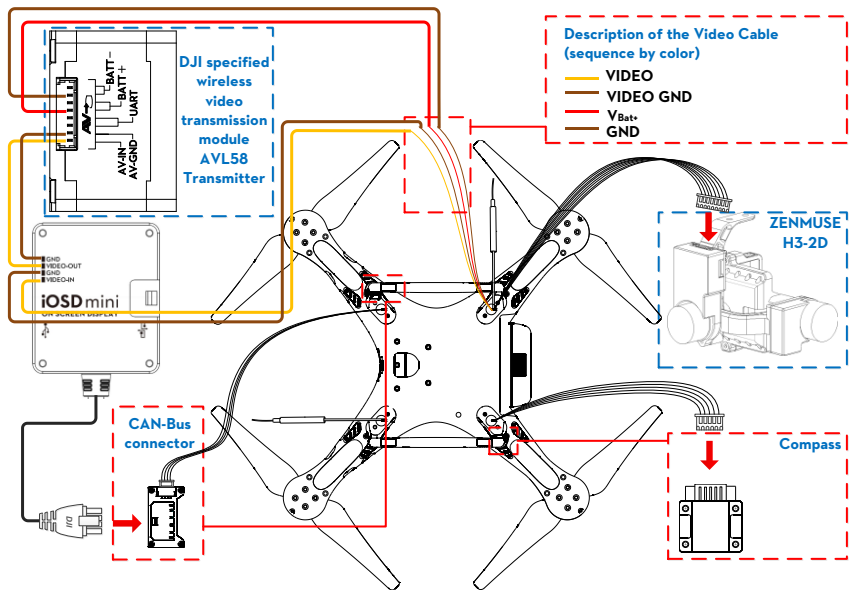 DJI specified
wireless
video
transmission
module
AVL58
Transmitter
BATT-
BATT+
UART
AV-IN
AV-GND
Description of the Video Cable
(sequence by color)
VIDEO
VIDEO GND
VBat+
GND
ZENMUSE
H3-2D
GND
VIDEO-OUT
GND
VIDEO-IN
iOSD mini
ON SCREEN DISPLAY
CAN-Bus
connector
Compass
DJI